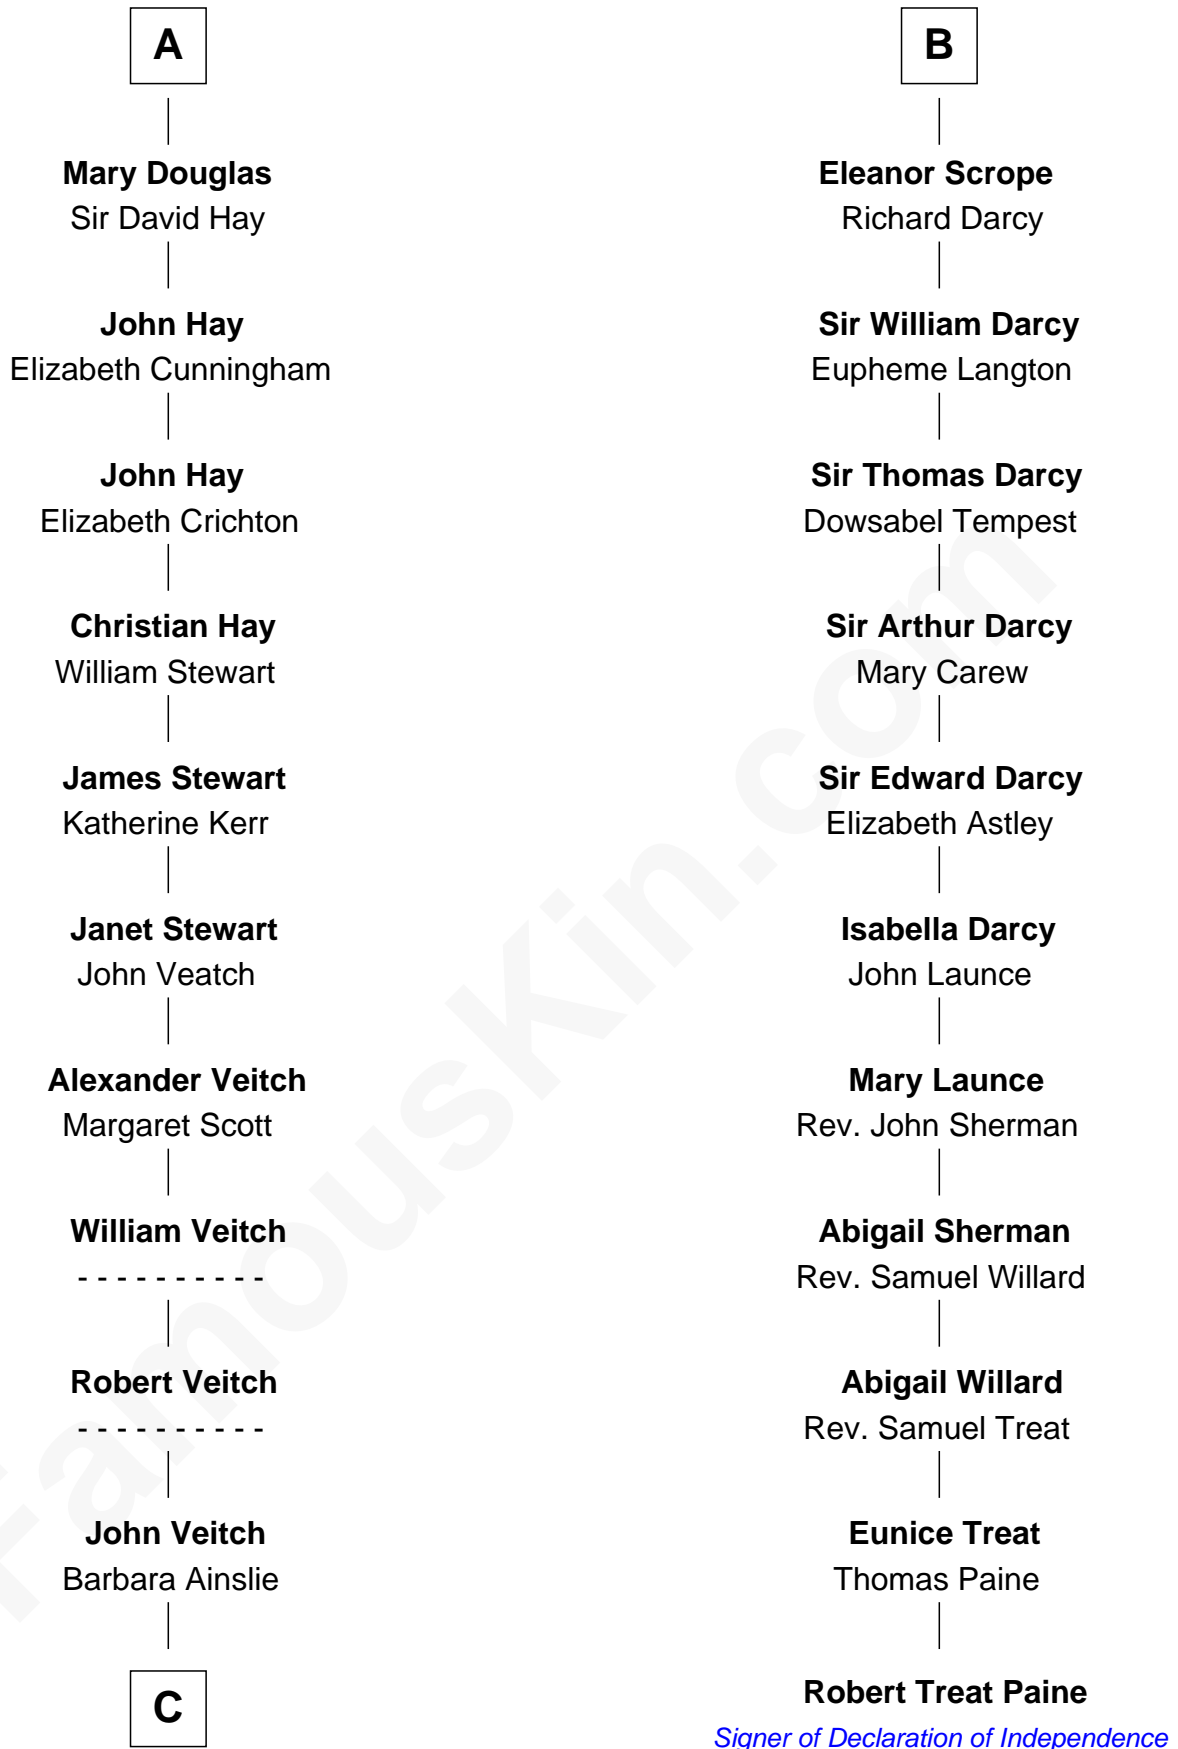 A
Mary Douglas
Sir David Hay
John Hay
Elizabeth Cunningham
John Hay
Elizabeth Crichton
Christian Hay
William Stewart
James Stewart
Katherine Kerr
Janet Stewart
John Veatch
Alexander Veitch
Margaret Scott
William Veitch
- - - - - - - - - -
Robert Veitch
- - - - - - - - - -
John Veitch
Barbara Ainslie
C
B
Eleanor Scrope
Richard Darcy
Sir William Darcy
Eupheme Langton
Sir Thomas Darcy
Dowsabel Tempest
Sir Arthur Darcy
Mary Carew
Sir Edward Darcy
Elizabeth Astley
Isabella Darcy
John Launce
Mary Launce
Rev. John Sherman
Abigail Sherman
Rev. Samuel Willard
Abigail Willard
Rev. Samuel Treat
Eunice Treat
Thomas Paine
Robert Treat Paine
Signer of Declaration of Independence
FamousKin.com